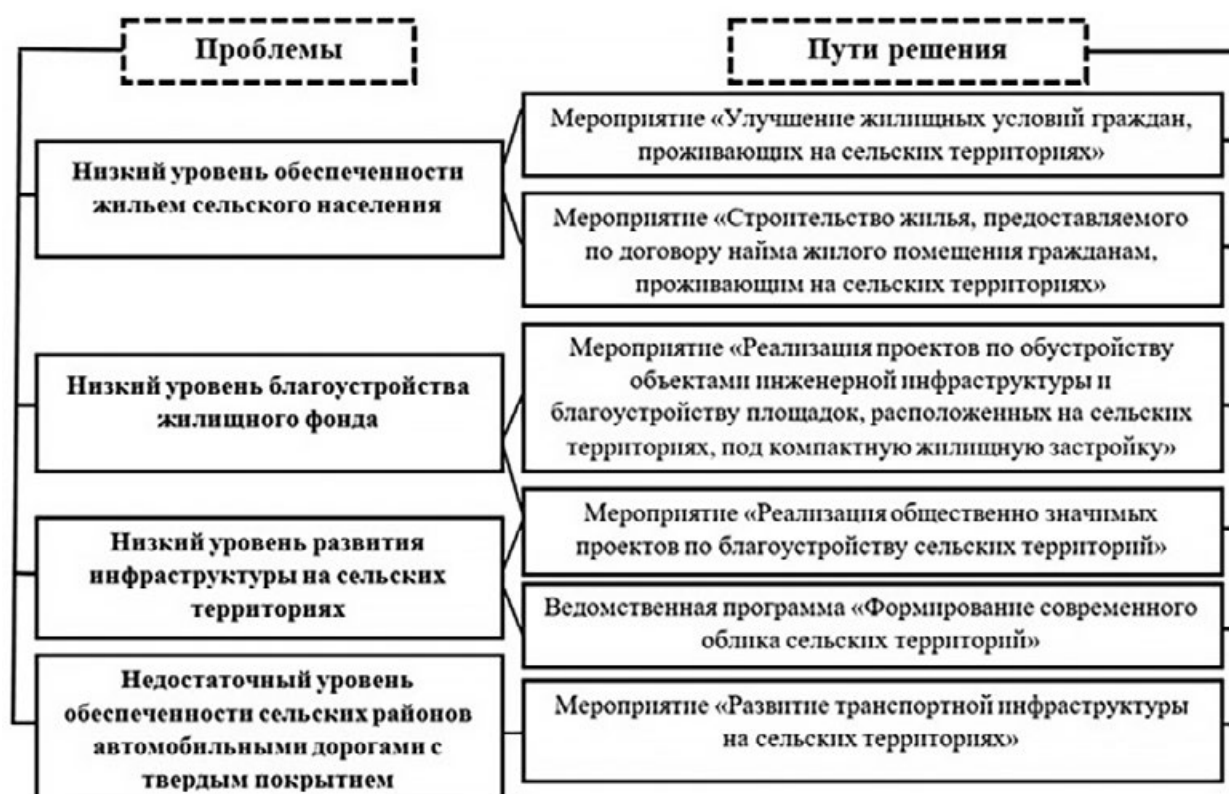 Проблемы
Пути решения
Низкий уровень обеспеченности
жильем сельского населения
Мероприятие «Улучшение жилищных условий граждан,
проживающих на сельских территориях»
Мероприятие «Строительство жилья, предоставляемого
по договору найма жилого помещения гражданам,
проживающим на сельских территориях»
Низкий уровень благоустройства
жилищного фонда
Мероприятие «Реализация проектов по обустройству
объектами инженерной инфраструктуры и
благоустройству площадок, расположенных на сельских
территориях, под компактную жилищную застройку»
Низкий уровень развития
инфраструктуры на сельских
территориях
Мероприятие «Реализация общественно значимых
проектов по благоустройству сельских территорий»
Ведомственная программа «Формирование современного
облика сельских территорий»
Недостаточный уровень
обеспеченности сельских районов
автомобильными дорогами с
твердым покрытием
Мероприятие «Развитие транспортной инфраструктуры
на сельских территориях»